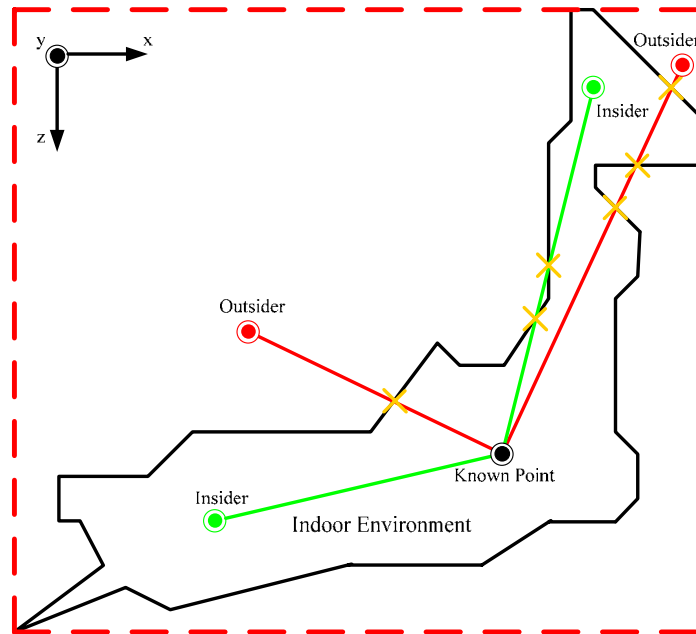 y
x
Outsider
Insider
z
Outsider
Known Point
Insider
Indoor Environment